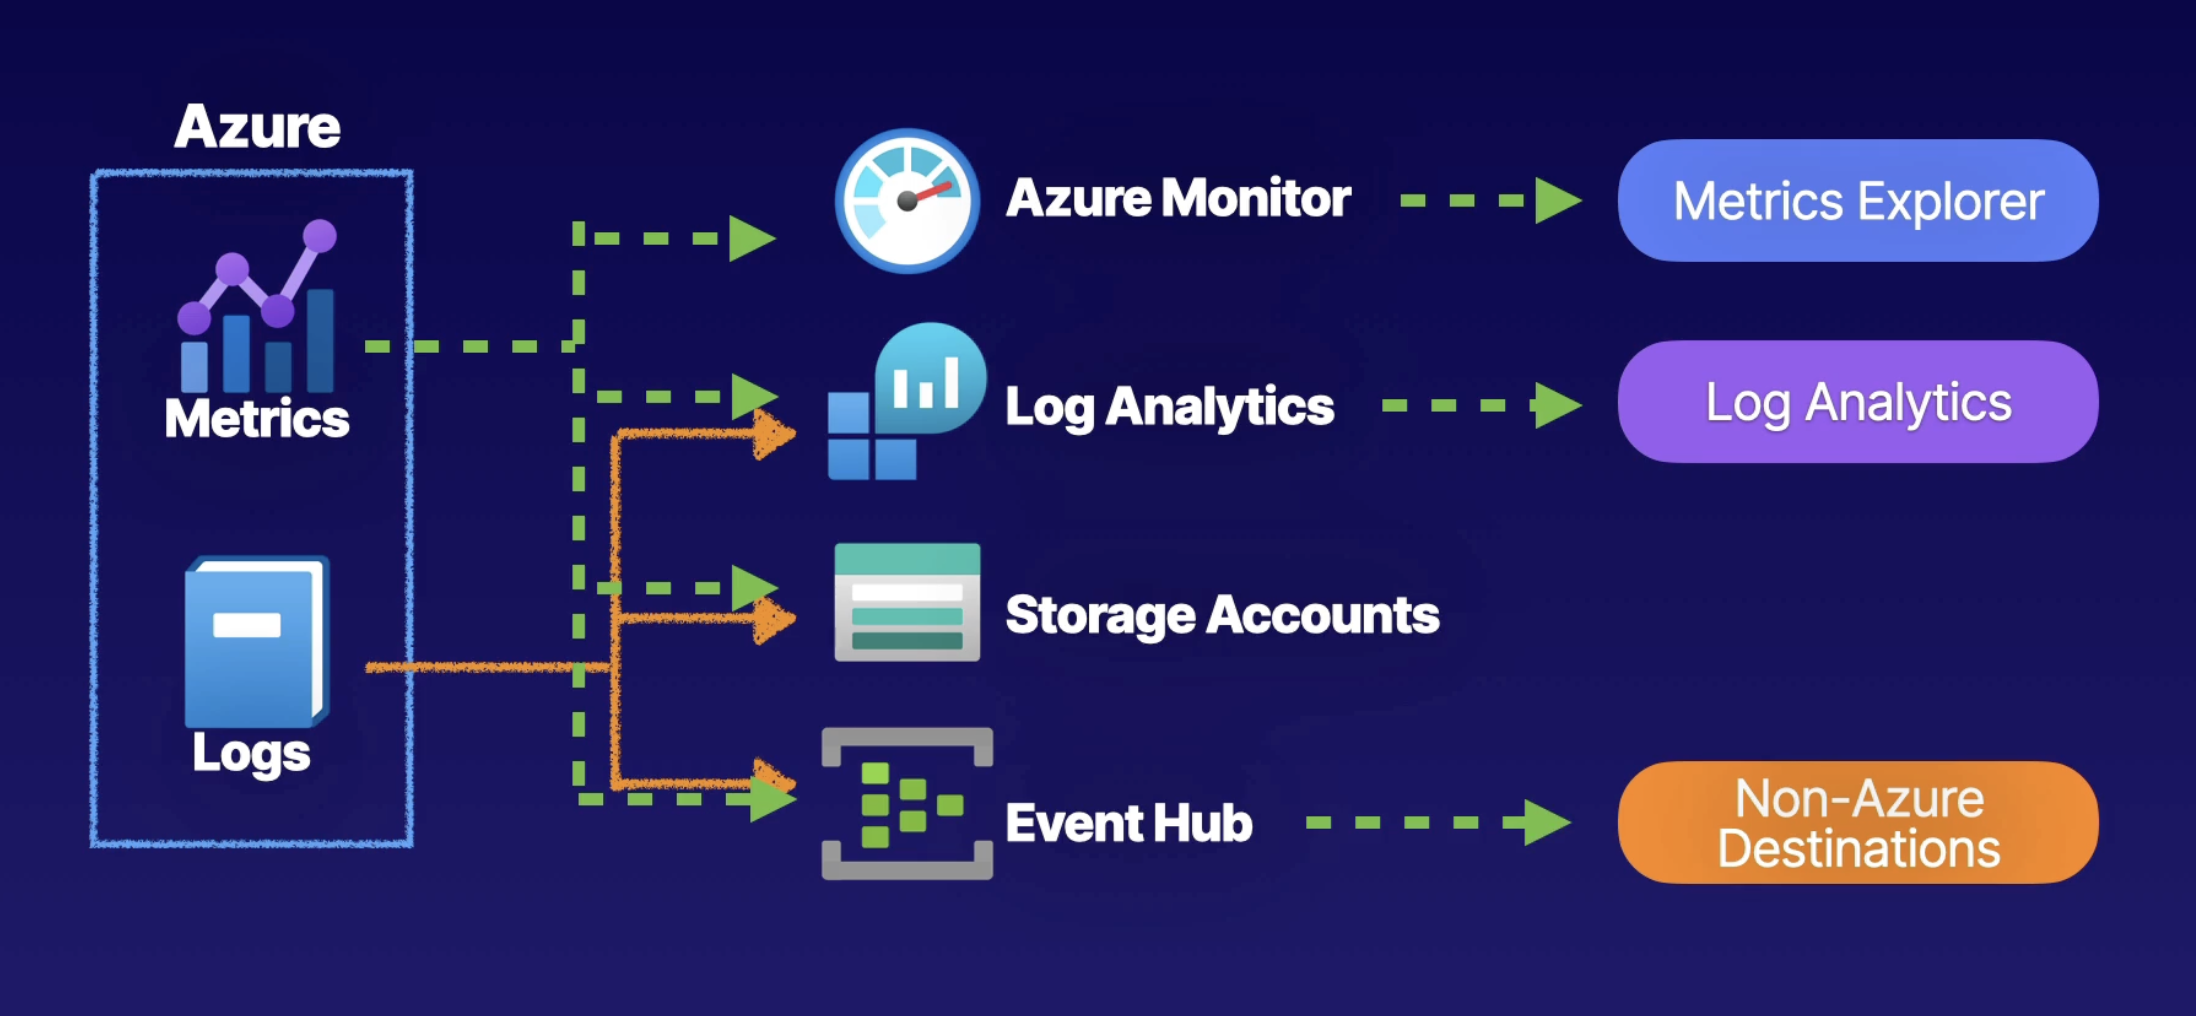 Azure
Metrics
Logs
Azure Monitor
Metrics Explorer
Log Analytics
Log Analytics
Storage Accounts
Event Hub
Non-Azure
Destinations